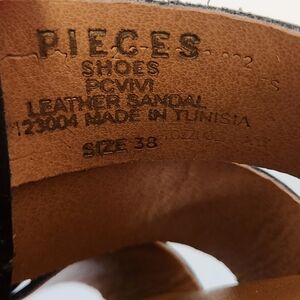 PIECES
SHOES
PCVIVI
LEATHER SANDAL
123004 MADE IN TUNISIA
SIZE 38